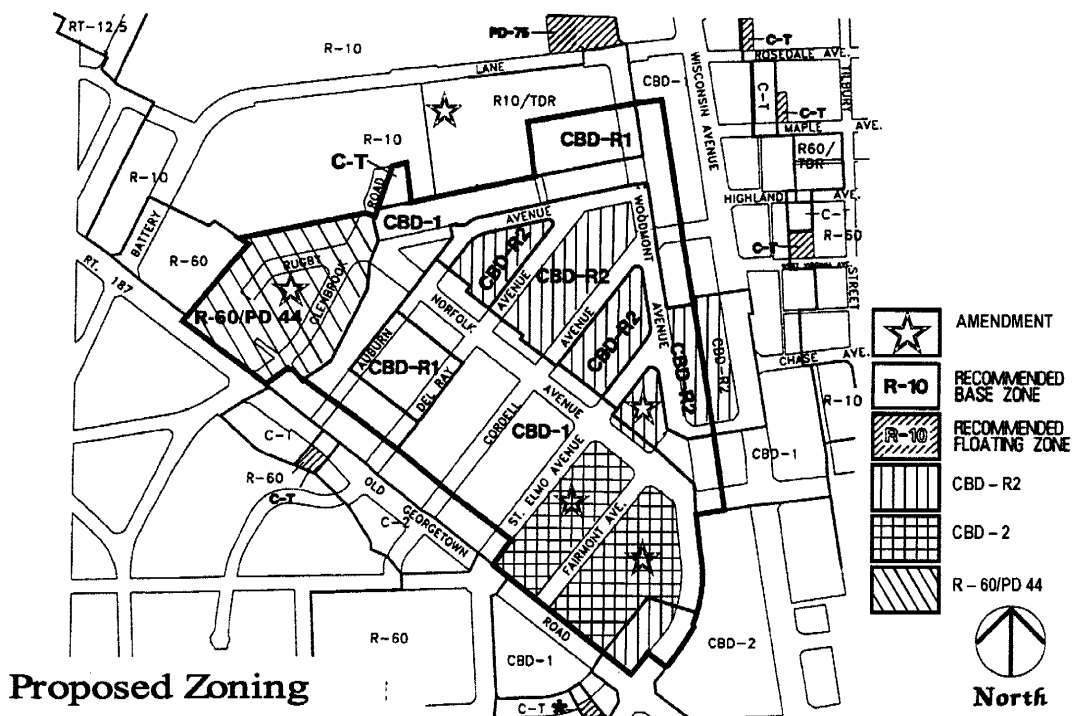 RT-12.5
R-10
PD-75
C-T
ROSEDALE AVE.
LANE
WISCONSIN AVENUE
CBD-
C-T
TILBURY
C-T
R10/TDR
MAPLE AVE.
CBD-R1
R-10
R60/
TDR
C-T
ROAD
R-10
HIGHLAND AVE.
WOODMONT
AVENUE
CBD-1
C-T
BATTERY
CBD-R2
R-60
C-T
R-60
RUGBY
CBD-R2
AVENUE
RT. 187
GLENBROOK
STREET
NORFOLK
R-60/PD 44
AVENUE
CBD-R2
AVENUE
AUBURN
CBD-R2
CBD-R2
CHASE AVE.
CBD-R1
DEL RAY
AVENUE
R-10
CORDELL
CBD-1
C-T
ST. ELMO AVENUE
CBD-1
R-60
C-T
OLD
GEORGETOWN
C-2
FAIRMONT AVE.
ROAD
R-60
CBD-1
CBD-2
C-T *
AMENDMENT
R-10 RECOMMENDED
BASE ZONE
R-10 RECOMMENDED
FLOATING ZONE
CBD-R2
CBD-2
R-60/PD 44
North
Proposed Zoning